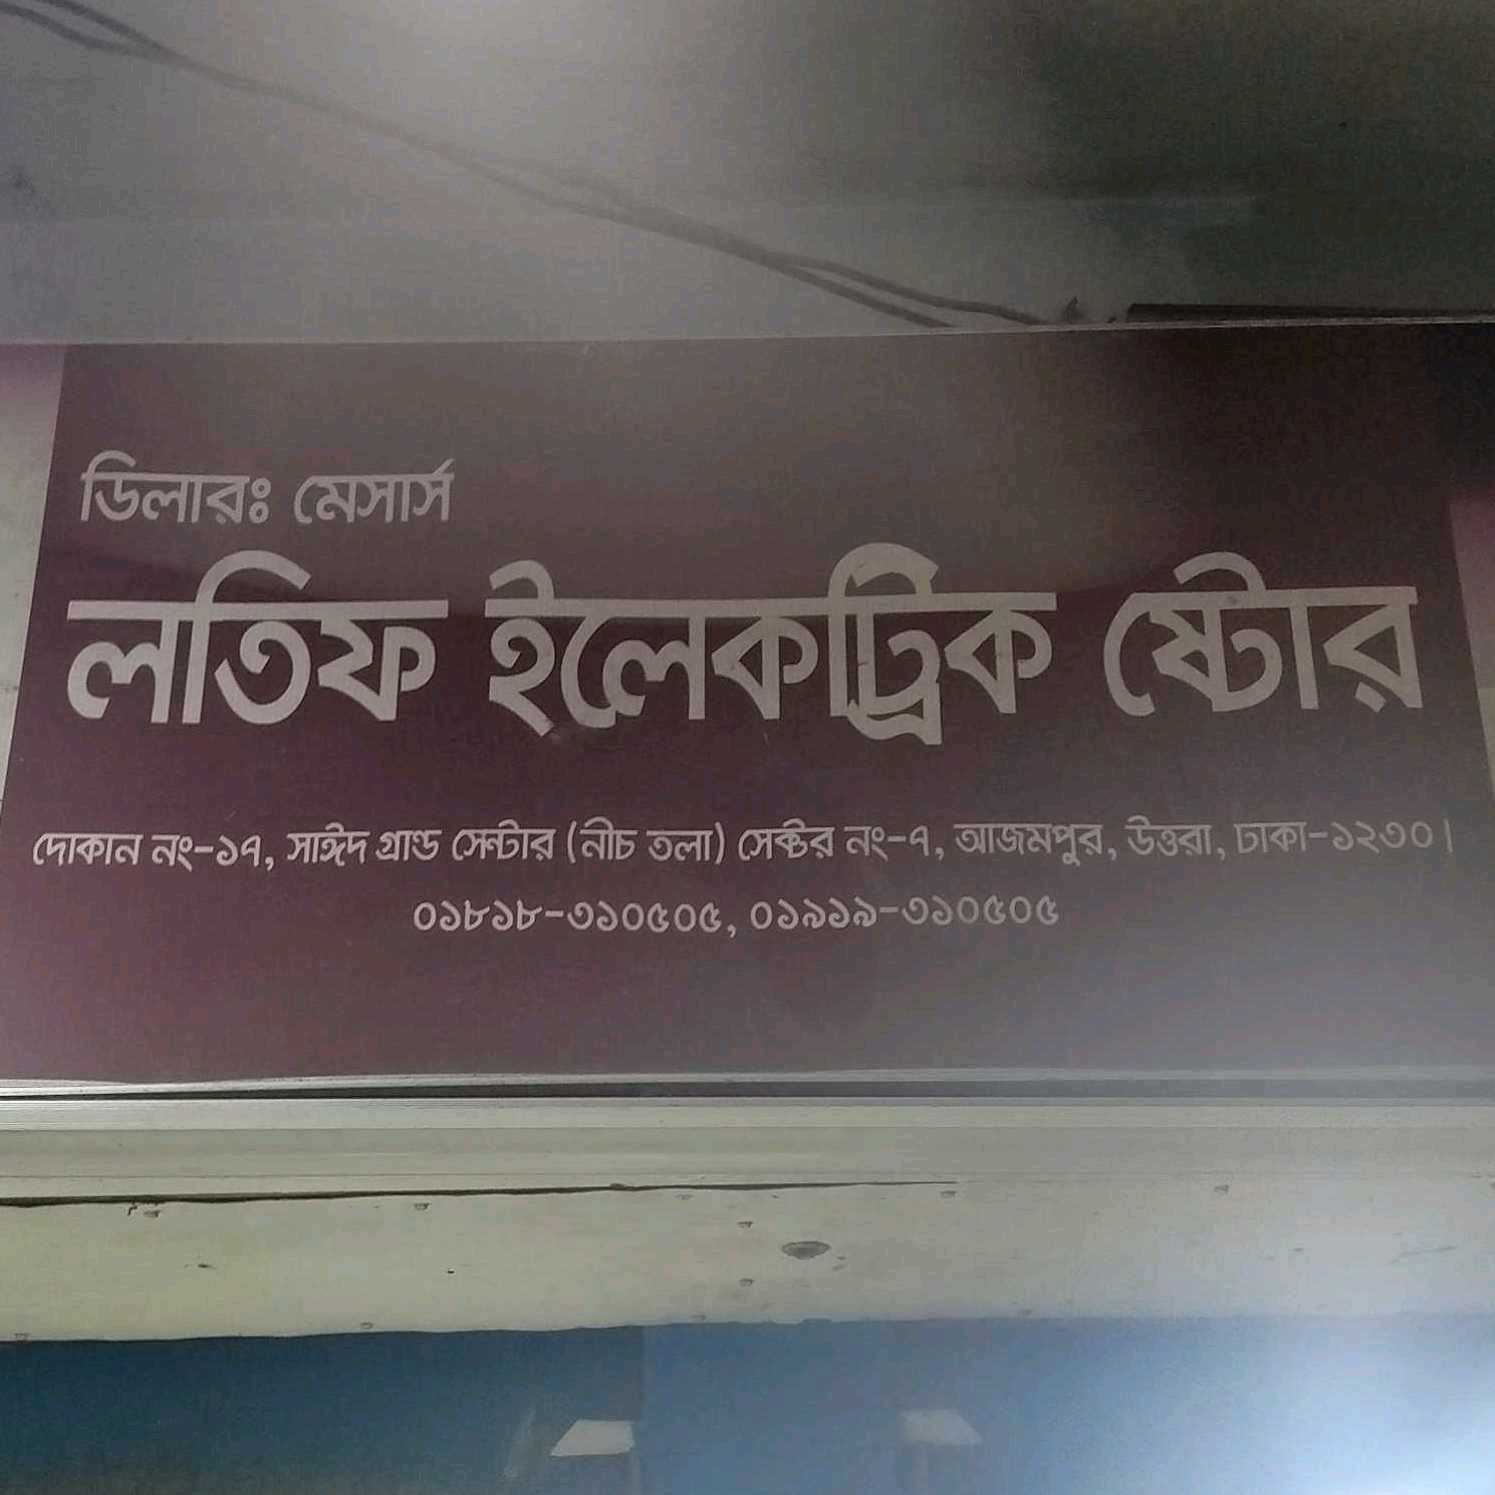 ডিলারঃ মেসার্স
লতিফ ইলেকট্রিক ষ্টোর
দোকান নং-১৭, সাঈদ গ্রান্ড সেন্টার (নীচ তলা) সেক্টর নং-৭, আজমপুর, উত্তরা, ঢাকা-১২৩০।
০১৮১৮-৩১০৫০৫, ০১৯১৯-৩১০৫০৫